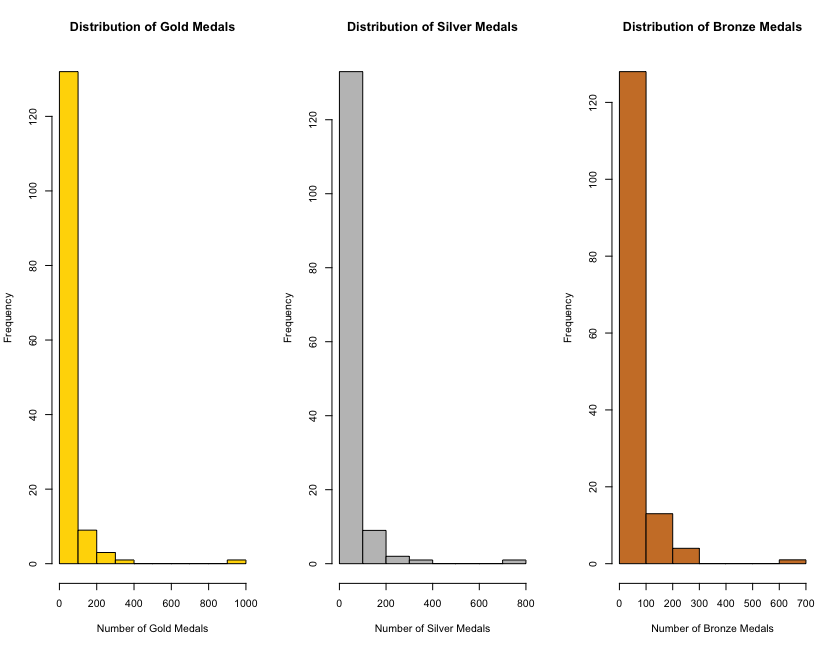 Distribution of Gold Medals
Frequency
0 20 40 60 80 100 120
0 200 400 600 800 1000
Number of Gold Medals
Distribution of Silver Medals
Frequency
0 20 40 60 80 100 120
0 200 400 600 800
Number of Silver Medals
Distribution of Bronze Medals
Frequency
0 20 40 60 80 100 120
0 100 200 300 400 500 600 700
Number of Bronze Medals